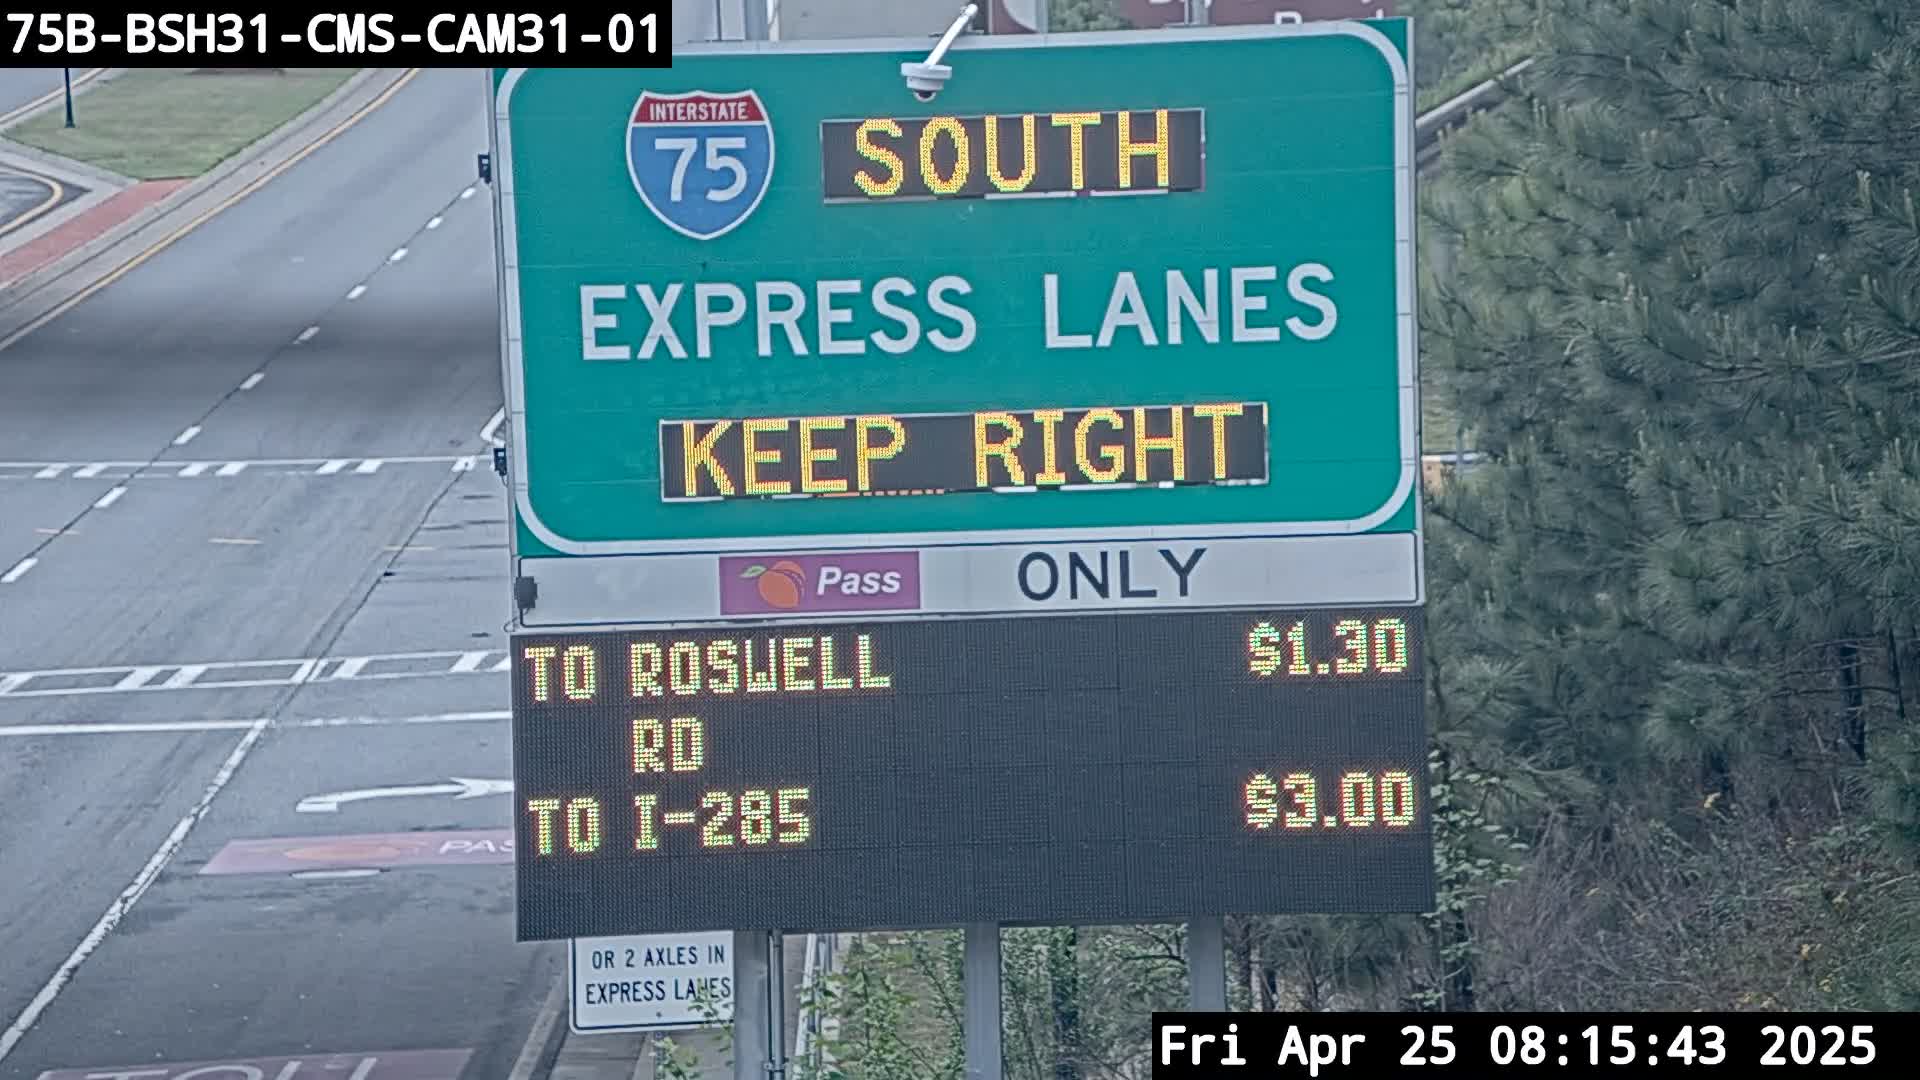 75B-BSH31-CMS-CAM31-01
INTERSTATE
75
SOUTH
EXPRESS LANES
KEEP RIGHT
Pass ONLY
TO ROSWELL $1.30
RD
TO I-285 $3.00
OR 2 AXLES IN
EXPRESS LANES
TOLL
Fri Apr 25 08:15:43 2025